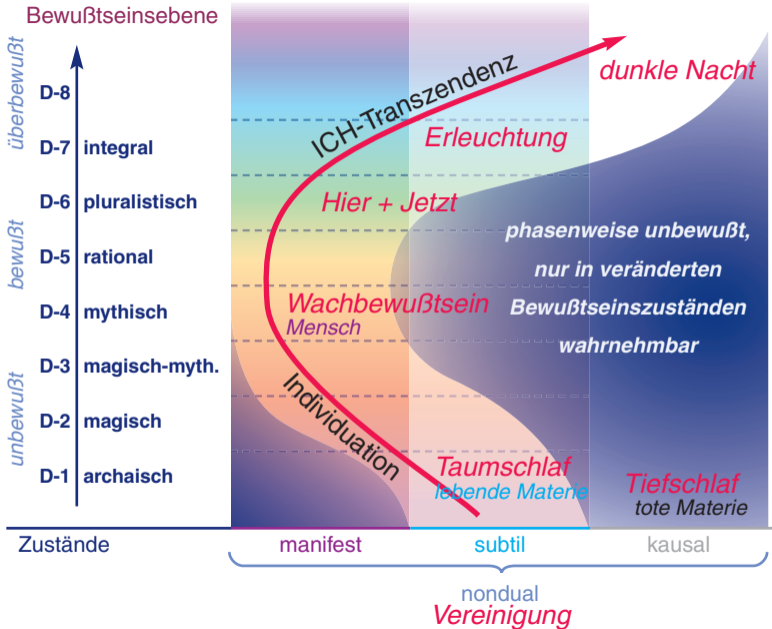 Bewußtseinsebene
überbewußt
bewußt
unbewußt
D-8
D-7 integral
D-6 pluralistisch
D-5 rational
D-4 mythisch
D-3 magisch-myth.
D-2 magisch
D-1 archaisch
ICH-Transzendenz
dunkle Nacht
Erleuchtung
Hier + Jetzt
phasenweise unbewußt,
nur in veränderten
Bewußtseinszuständen
wahrnehmbar
Wachbewußtsein
Mensch
Individuation
Taumschlaf
lebende Materie
Tiefschlaf
tote Materie
Zustände
manifest
subtil
kausal
nondual
Vereinigung